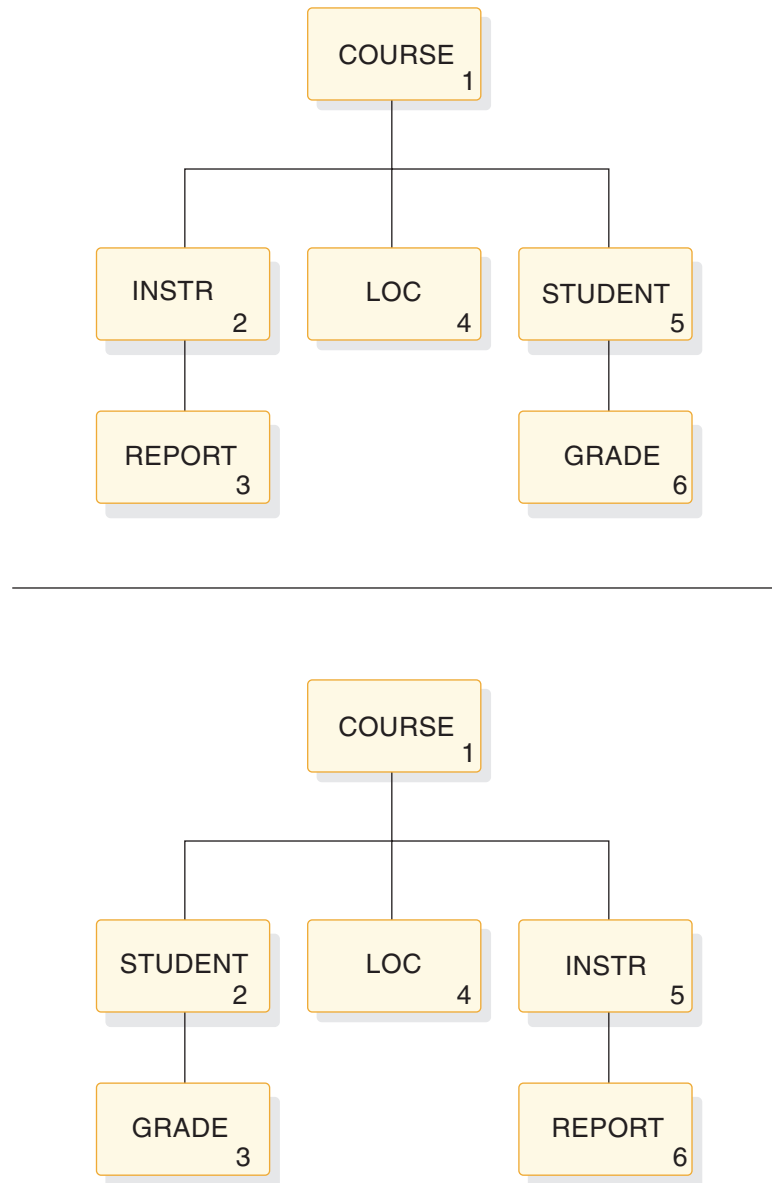 COURSE
1
INSTR
2
LOC
4
STUDENT
5
REPORT
3
GRADE
6
COURSE
1
STUDENT
2
LOC
4
INSTR
5
GRADE
3
REPORT
6